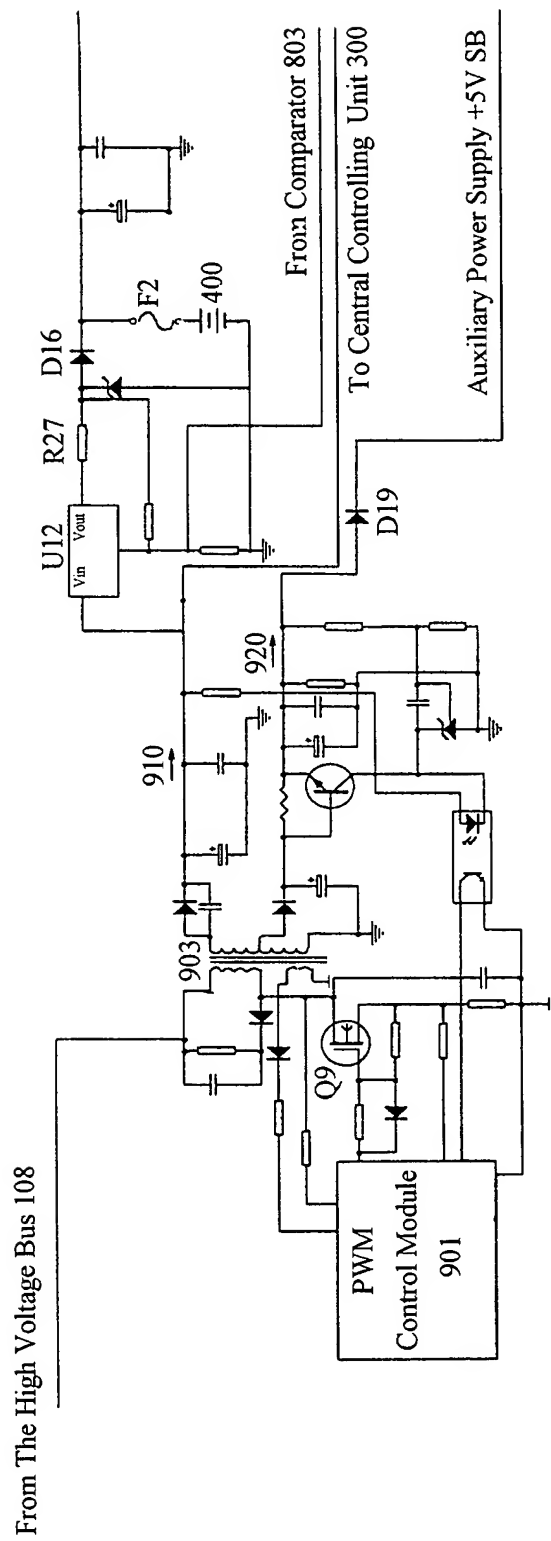 From The High Voltage Bus 108
PWM
Control Module
901
Q9
903
910
920
U12
Vin
Vout
R27
D16
F2
400
D19
From Comparator 803
To Central Controlling Unit 300
Auxiliary Power Supply +5V SB
+
+
+
+